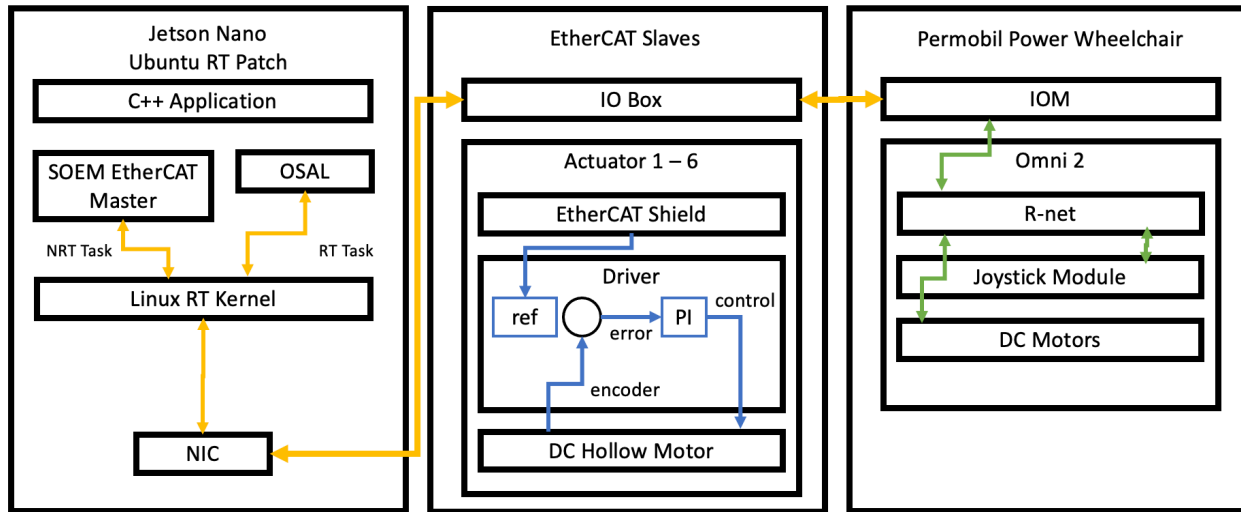 Jetson Nano
Ubuntu RT Patch
C++ Application
SOEM EtherCAT
Master
OSAL
NRT Task
RT Task
Linux RT Kernel
NIC
EtherCAT Slaves
IO Box
Actuator 1 – 6
EtherCAT Shield
Driver
control
ref
PI
error
encoder
DC Hollow Motor
Permobil Power Wheelchair
IOM
Omni 2
R-net
Joystick Module
DC Motors